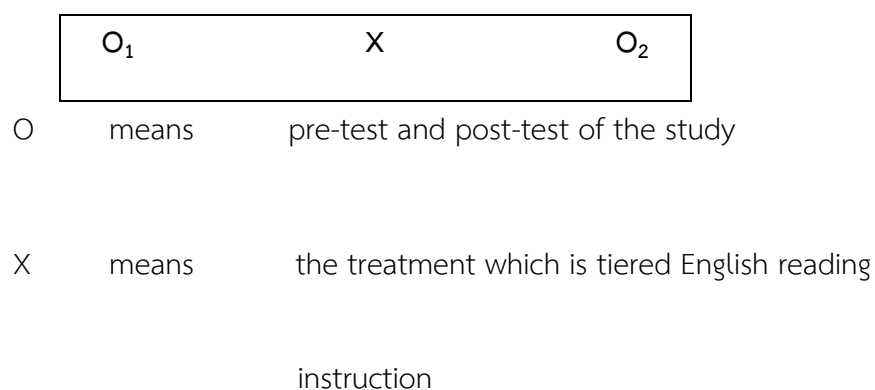 O₁ X O₂
O means pre-test and post-test of the study
X means the treatment which is tiered English reading
instruction